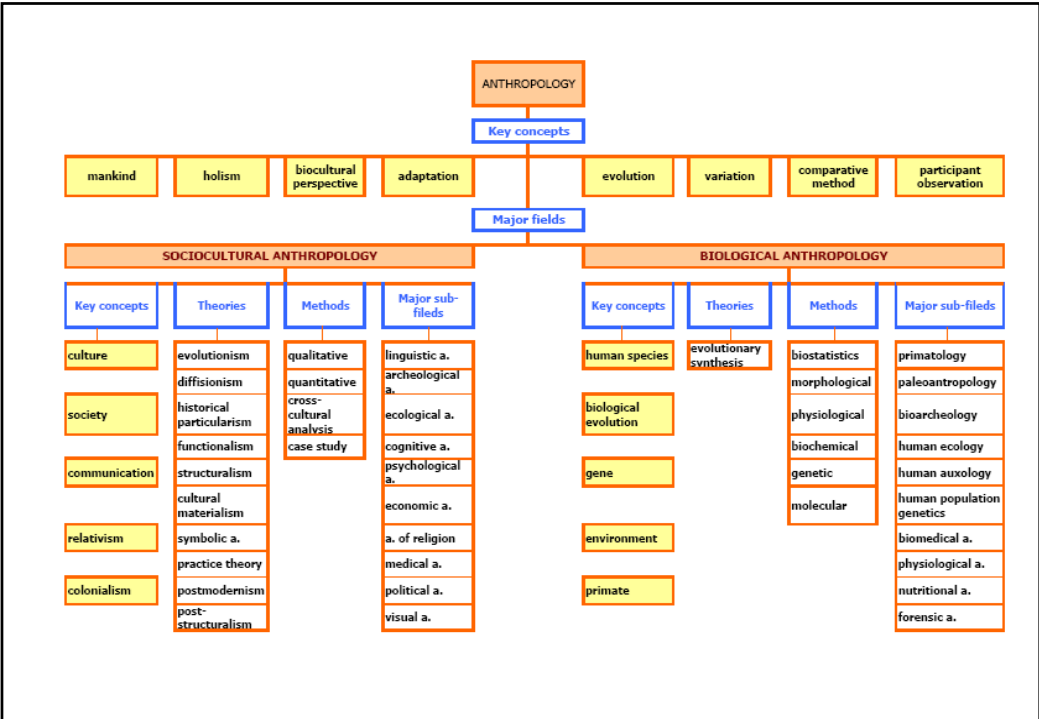 ANTHROPOLOGY
Key concepts
mankind
holism
biocultural
perspective
adaptation
evolution
variation
comparative
method
participant
observation
Major fields
SOCIOCULTURAL ANTHROPOLOGY
Key concepts
Theories
Methods
Major sub-
fileds
culture
society
communication
relativism
colonialism
evolutionism
diffisionism
historical
particularism
functionalism
structuralism
cultural
materialism
symbolic a.
practice theory
postmodernism
post-
structuralism
qualitative
quantitative
cross-
cultural
analysis
case study
linguistic a.
archeological
a.
ecological a.
cognitive a.
psychological
a.
economic a.
a. of religion
medical a.
political a.
visual a.
BIOLOGICAL ANTHROPOLOGY
Key concepts
Theories
Methods
Major sub-fileds
human species
biological
evolution
gene
environment
primate
evolutionary
synthesis
biostatistics
morphological
physiological
biochemical
genetic
molecular
primatology
paleoantropology
bioarcheology
human ecology
human auxology
human population
genetics
biomedical a.
physiological a.
nutritional a.
forensic a.